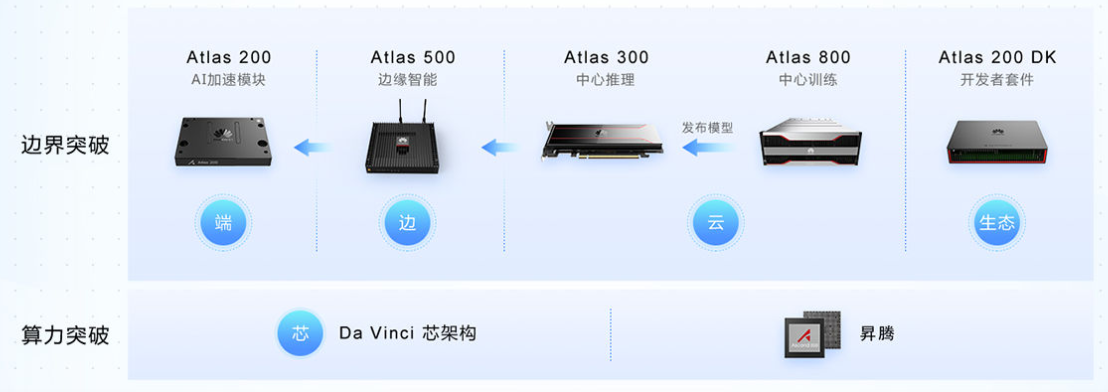 Atlas 200
AI加速模块
Atlas 500
边缘智能
Atlas 300
中心推理
Atlas 800
中心训练
Atlas 200 DK
开发者套件
边界突破
发布模型
Atlas 200
端
边
云
生态
算力突破
芯
Da Vinci 芯架构
昇腾